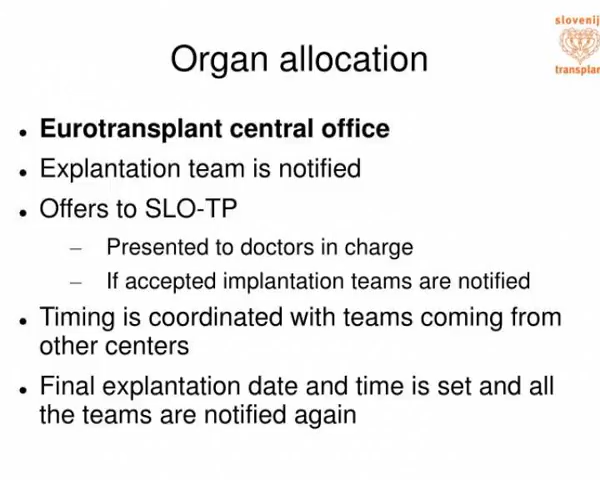 slovenij
transplan
Organ allocation
• Eurotransplant central office
• Explantation team is notified
• Offers to SLO-TP
– Presented to doctors in charge
– If accepted implantation teams are notified
• Timing is coordinated with teams coming from
other centers
• Final explantation date and time is set and all
the teams are notified again